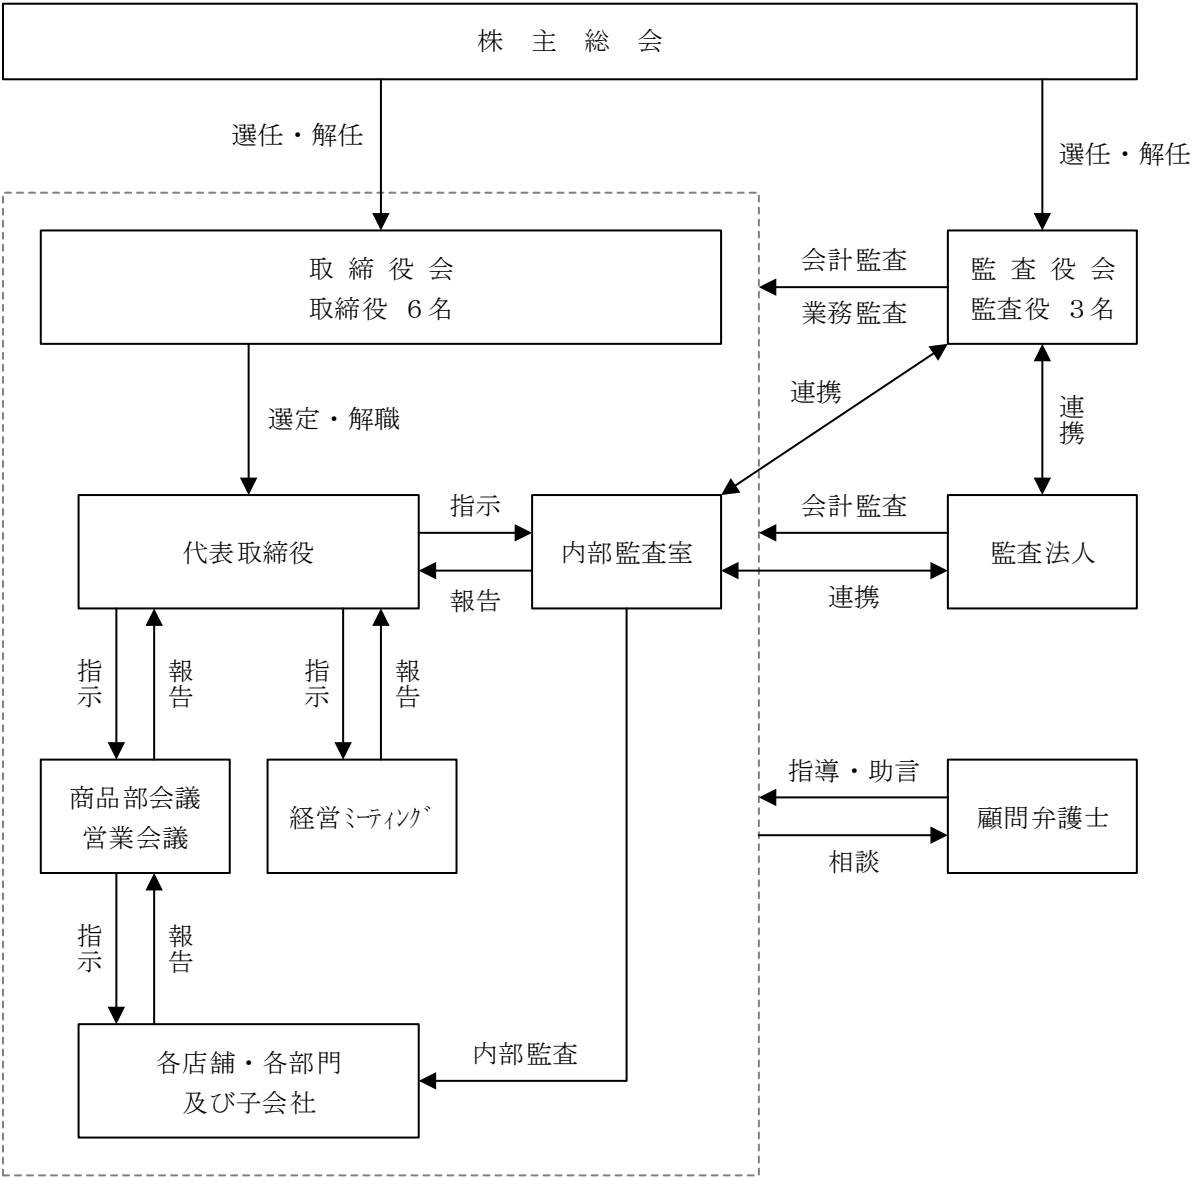 株 主 総 会
選任・解任
選任・解任
取 締 役 会
取締役 6名
会計監査
業務監査
監 査 役 会
監査役 3名
連携
連携
選定・解職
代表取締役
指示
報告
内部監査室
会計監査
連携
監査法人
指示
報告
指示
報告
商品部会議
営業会議
経営ﾐｰﾃｨﾝｸﾞ
指導・助言
相談
顧問弁護士
指示
報告
各店舗・各部門
及び子会社
内部監査